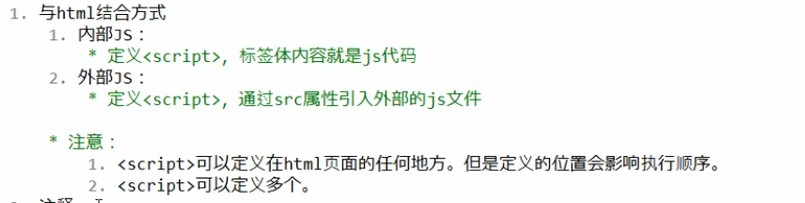 1. 与html结合方式
1. 内部JS：
* 定义<script>，标签体内容就是js代码
2. 外部JS：
* 定义<script>，通过src属性引入外部的js文件
* 注意：
1. <script>可以定义在html页面的任何地方。但是定义的位置会影响执行顺序。
2. <script>可以定义多个。